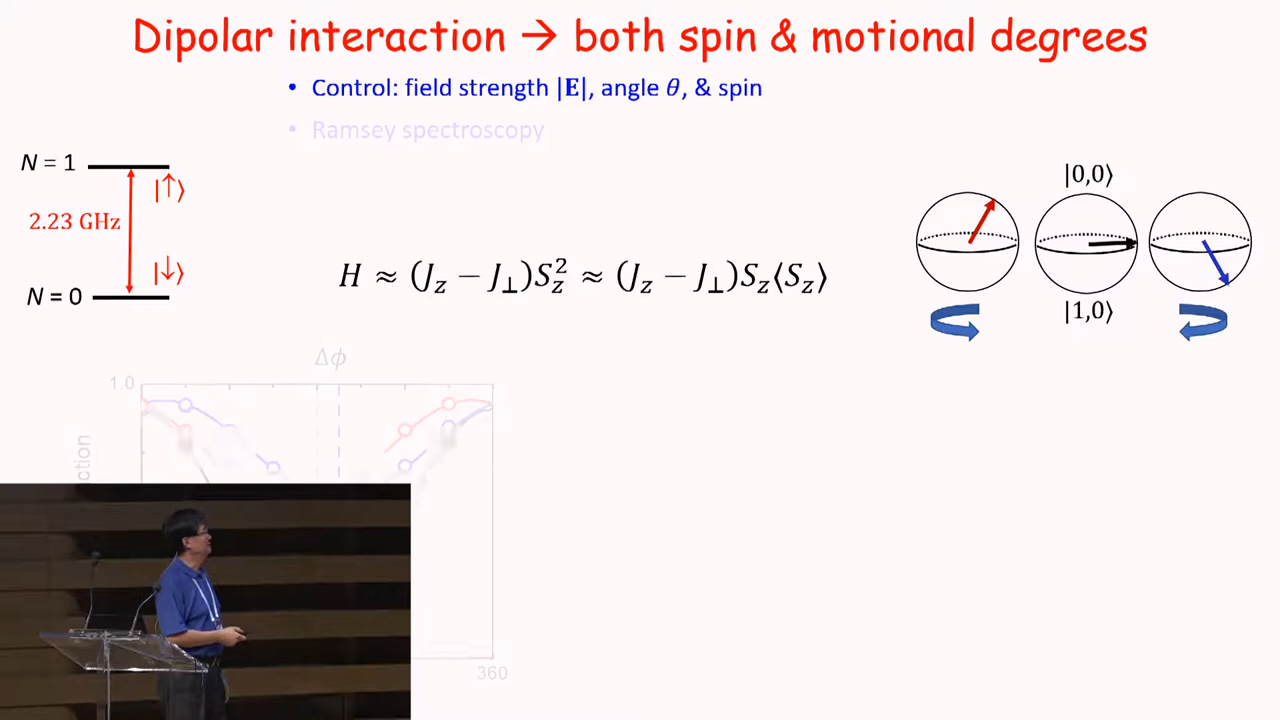 Dipolar interaction → both spin & motional degrees
• Control: field strength |𝐄|, angle θ, & spin
• Ramsey spectroscopy
N = 1
|↑⟩
2.23 GHz
|↓⟩
N = 0
H ≈ (J_z − J_⊥)S_z^2 ≈ (J_z − J_⊥)S_z⟨S_z⟩
|0,0⟩
|1,0⟩
Δϕ
1.0
360